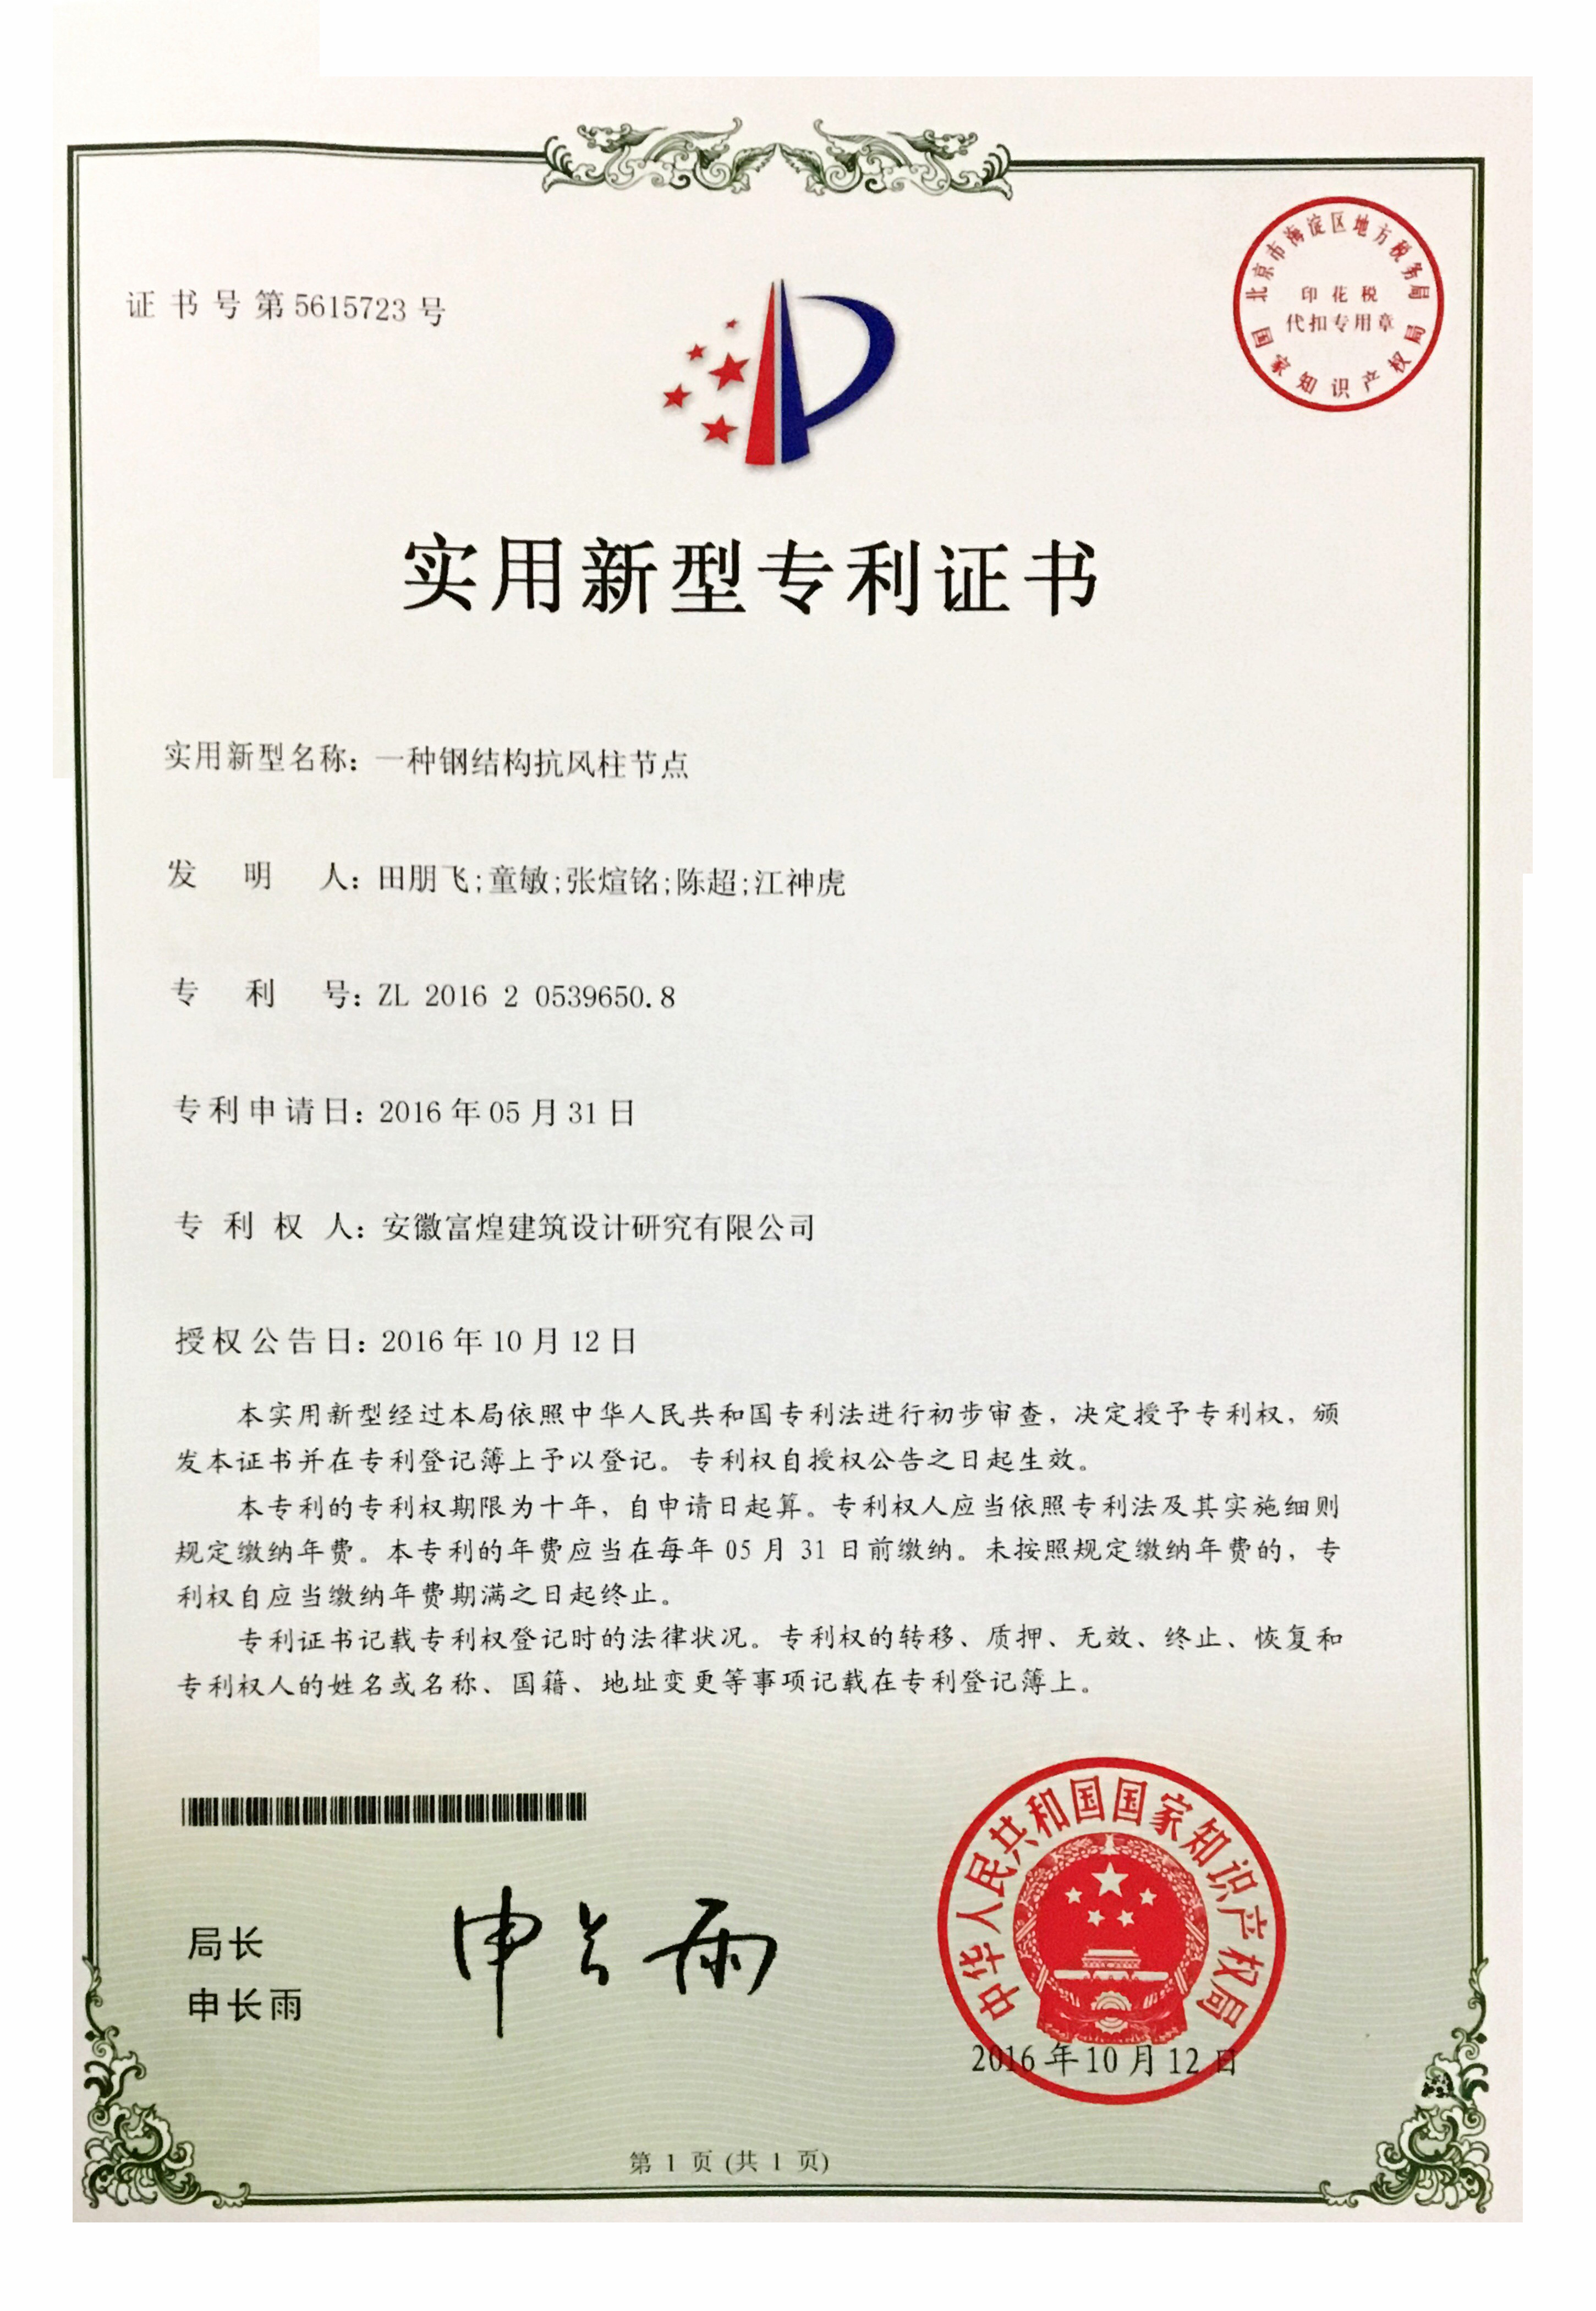 证书号第5615723号
北京市海淀区地方税务局
印花税
代扣专用章
国家知识产权局
实用新型专利证书
实用新型名称：一种钢结构抗风柱节点
发明人：田朋飞;童敏;张煊铭;陈超;江神虎
专利号：ZL 2016 2 0539650.8
专利申请日：2016年05月31日
专利权人：安徽富煌建筑设计研究有限公司
授权公告日：2016年10月12日
本实用新型经过本局依照中华人民共和国专利法进行初步审查，决定授予专利权，颁
发本证书并在专利登记簿上予以登记。专利权自授权公告之日起生效。
本专利的专利权期限为十年，自申请日起算。专利权人应当依照专利法及其实施细则
规定缴纳年费。本专利的年费应当在每年05月31日前缴纳。未按照规定缴纳年费的，专
利权自应当缴纳年费期满之日起终止。
专利证书记载专利权登记时的法律状况。专利权的转移、质押、无效、终止、恢复和
专利权人的姓名或名称、国籍、地址变更等事项记载在专利登记簿上。
局长
申长雨
申长雨
中华人民共和国国家知识产权局
2016年10月12日
第1页(共1页)